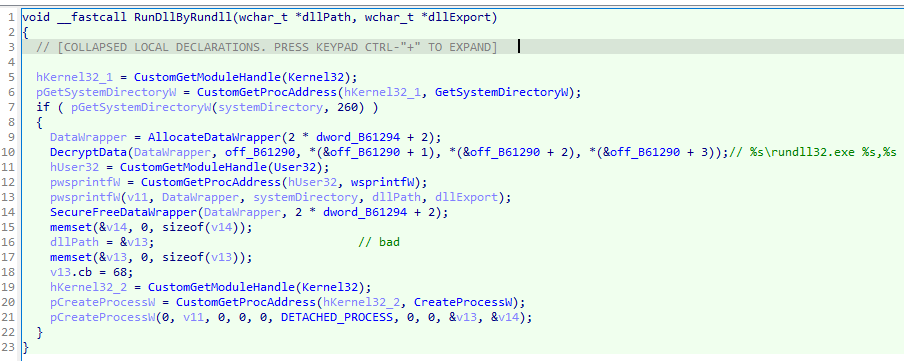 1 void __fastcall RunDllByRundll(wchar_t *dllPath, wchar_t *dllExport)
2 {
3 // [COLLAPSED LOCAL DECLARATIONS. PRESS KEYPAD CTRL-"+" TO EXPAND]
4
5 hKernel32_1 = CustomGetModuleHandle(Kernel32);
6 pGetSystemDirectoryW = CustomGetProcAddress(hKernel32_1, GetSystemDirectoryW);
7 if ( pGetSystemDirectoryW(systemDirectory, 260) )
8 {
9 DataWrapper = AllocateDataWrapper(2 * dword_B61294 + 2);
10 DecryptData(DataWrapper, off_B61290, *(&off_B61290 + 1), *(&off_B61290 + 2), *(&off_B61290 + 3));// %s\rundll32.exe %s,%s
11 hUser32 = CustomGetModuleHandle(User32);
12 pwsprintfW = CustomGetProcAddress(hUser32, wsprintfW);
13 pwsprintfW(v11, DataWrapper, systemDirectory, dllPath, dllExport);
14 SecureFreeDataWrapper(DataWrapper, 2 * dword_B61294 + 2);
15 memset(&v14, 0, sizeof(v14));
16 dllPath = &v13; // bad
17 memset(&v13, 0, sizeof(v13));
18 v13.cb = 68;
19 hKernel32_2 = CustomGetModuleHandle(Kernel32);
20 pCreateProcessW = CustomGetProcAddress(hKernel32_2, CreateProcessW);
21 pCreateProcessW(0, v11, 0, 0, 0, DETACHED_PROCESS, 0, 0, &v13, &v14);
22 }
23 }